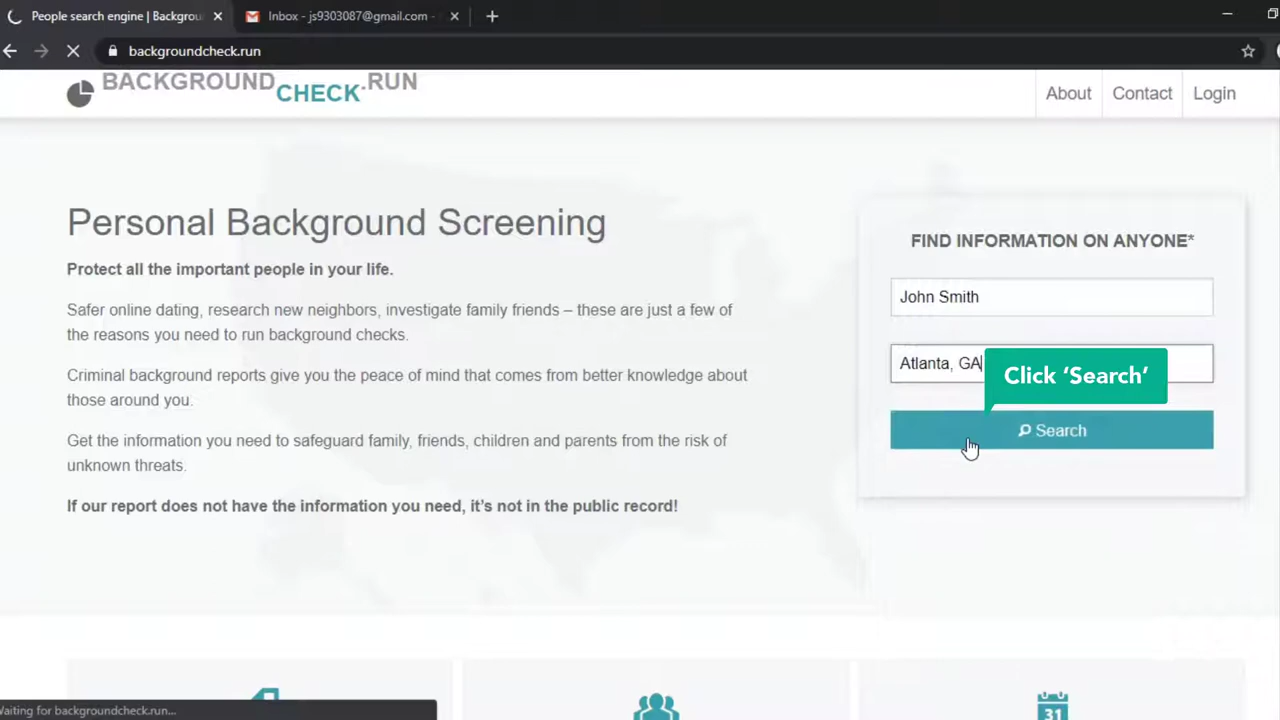 People search engine | Backgrou
Inbox - js9303087@gmail.com -
backgroundcheck.run
BACKGROUNDCHECK.RUN
About
Contact
Login
Personal Background Screening
Protect all the important people in your life.
Safer online dating, research new neighbors, investigate family friends – these are just a few of
the reasons you need to run background checks.
Criminal background reports give you the peace of mind that comes from better knowledge about
those around you.
Get the information you need to safeguard family, friends, children and parents from the risk of
unknown threats.
If our report does not have the information you need, it's not in the public record!
FIND INFORMATION ON ANYONE*
John Smith
Atlanta, GA
Click ‘Search’
Search
31
Waiting for backgroundcheck.run...